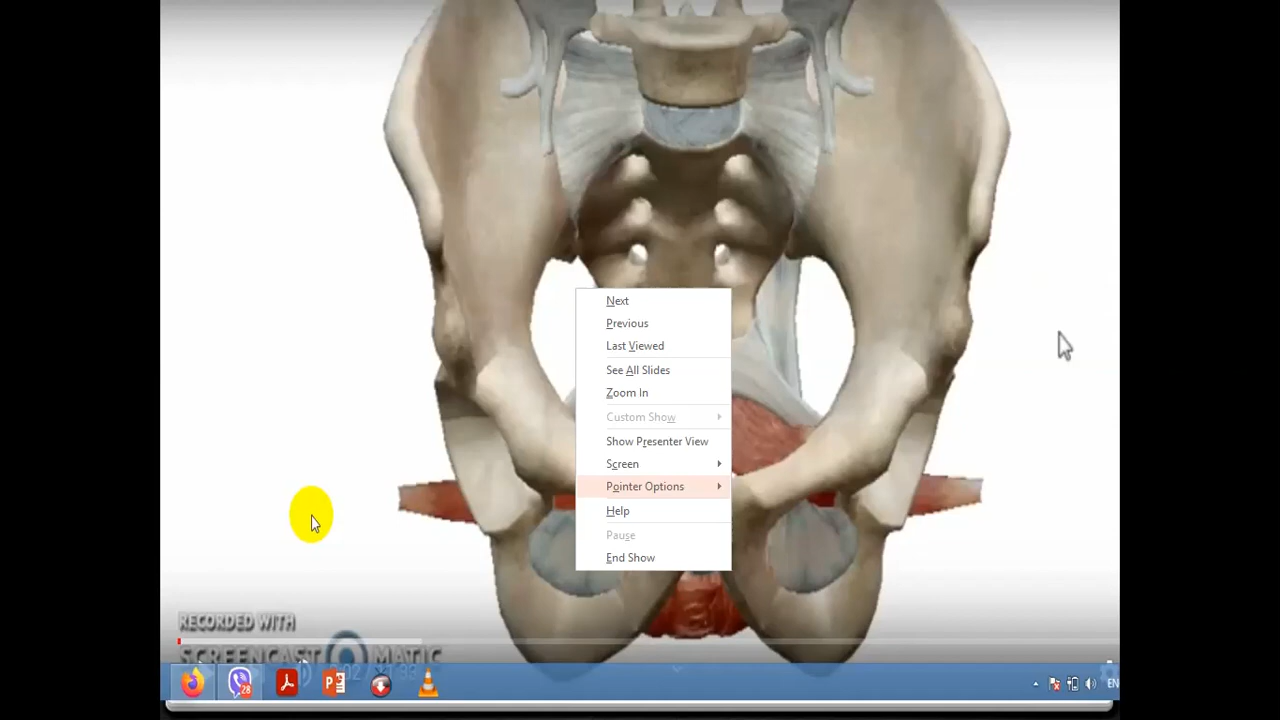 Next
Previous
Last Viewed
See All Slides
Zoom In
Custom Show
Show Presenter View
Screen
Pointer Options
Help
Pause
End Show
RECORDED WITH
SCREENCAST MATIC
28
EN